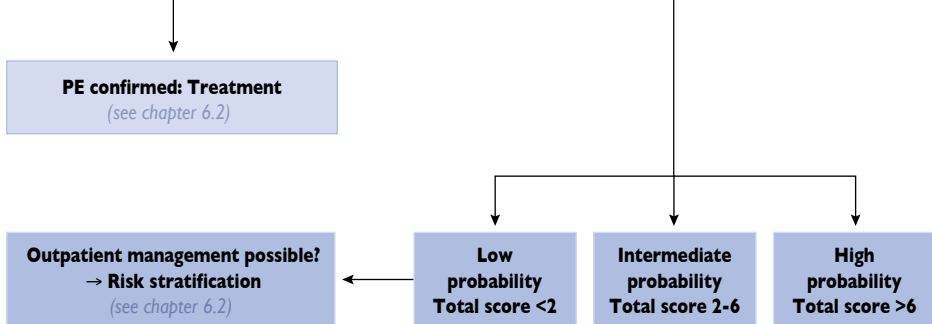 PE confirmed: Treatment
(see chapter 6.2)
Outpatient management possible?
→ Risk stratification
(see chapter 6.2)
Low
probability
Total score <2
Intermediate
probability
Total score 2-6
High
probability
Total score >6